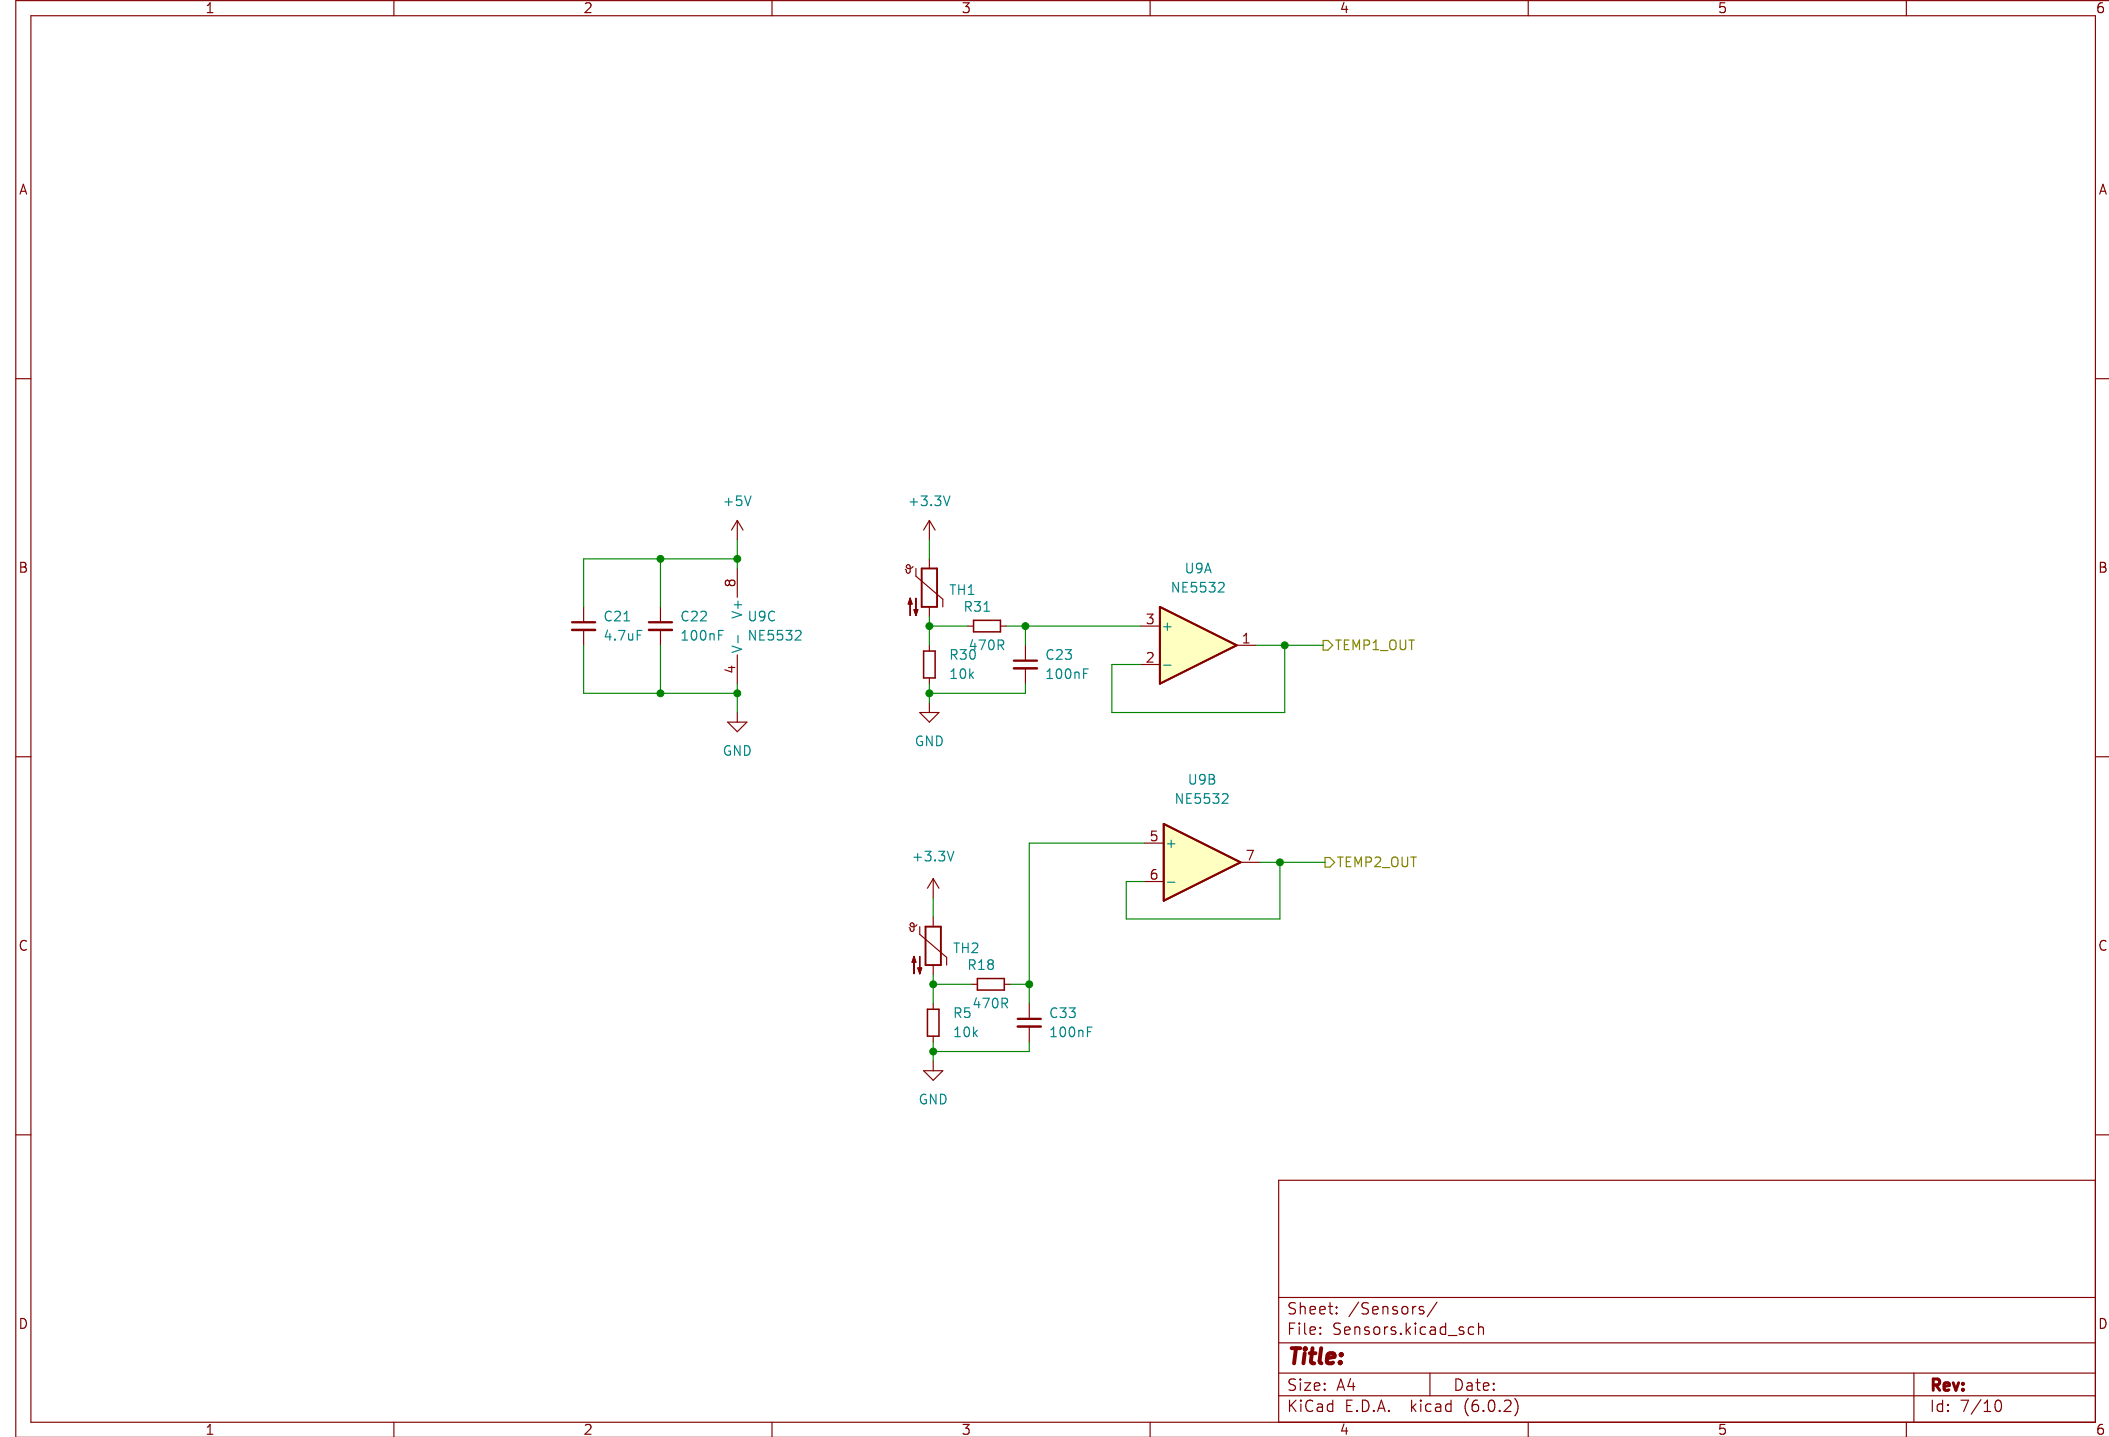 1 2 3 4 5 6
A A
+5V +3.3V
U9A
NE5532
B B
8
V+
TH1
R31
C21
4.7uF
C22
100nF
U9C
NE5532
3
+
1
TEMP1_OUT
V-
4
470R
R30
10k
C23
100nF
2
-
GND
GND
U9B
NE5532
5
+
7
TEMP2_OUT
6
-
+3.3V
C C
TH2
R18
470R
R5
10k
C33
100nF
GND
Sheet: /Sensors/
File: Sensors.kicad_sch
D D
Title:
Size: A4 Date: Rev:
KiCad E.D.A. kicad (6.0.2) Id: 7/10
1 2 3 4 5 6